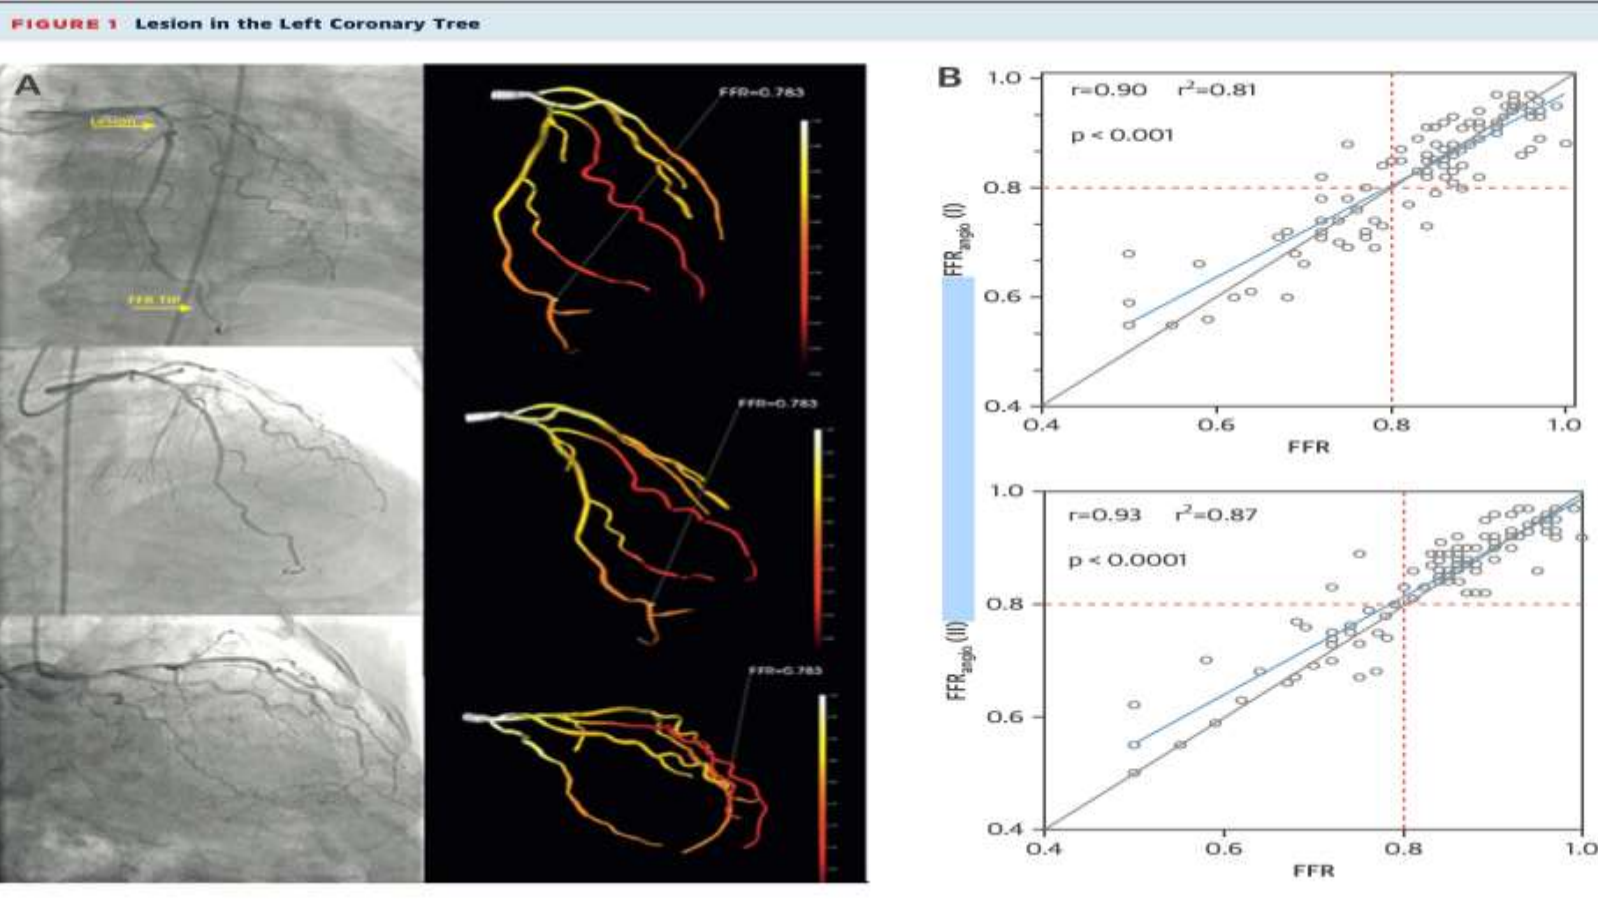 FIGURE 1 Lesion in the Left Coronary Tree
A
Lesion
FFR TIP
FFR=0.783
FFR=0.783
FFR=0.783
B
r=0.90 r²=0.81
p < 0.001
1.0
0.8
0.6
0.4
0.4 0.6 0.8 1.0
FFR
FFRangio (I)
r=0.93 r²=0.87
p < 0.0001
1.0
0.8
0.6
0.4
0.4 0.6 0.8 1.0
FFR
FFRangio (II)